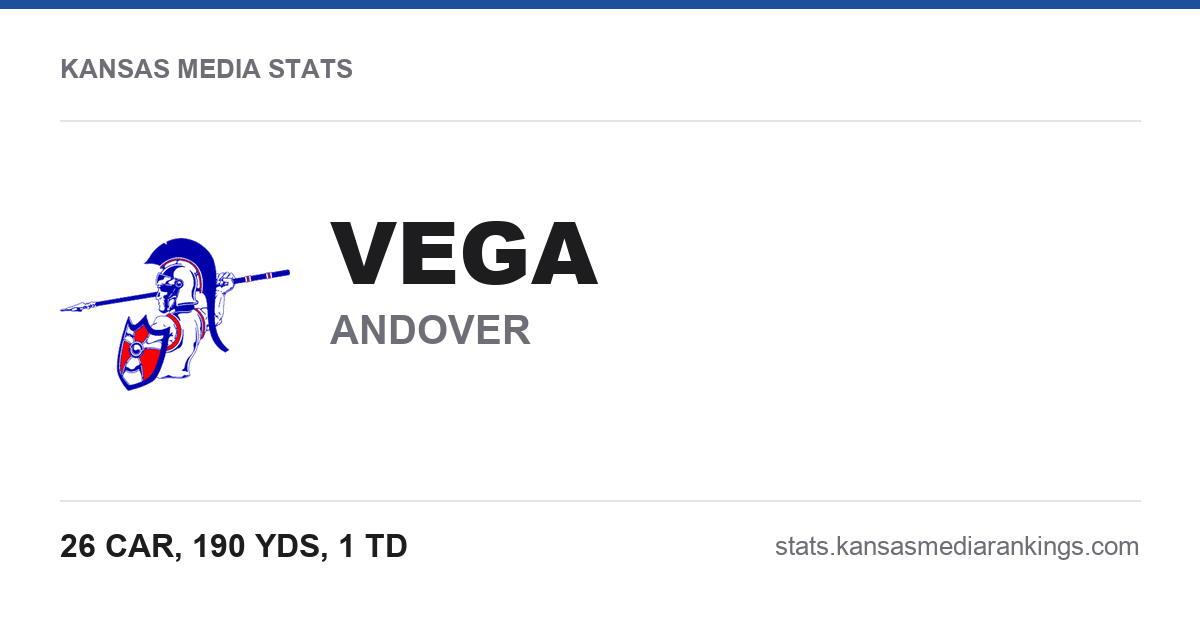 KANSAS MEDIA STATS
VEGA
ANDOVER
26 CAR, 190 YDS, 1 TD
stats.kansasmediarankings.com